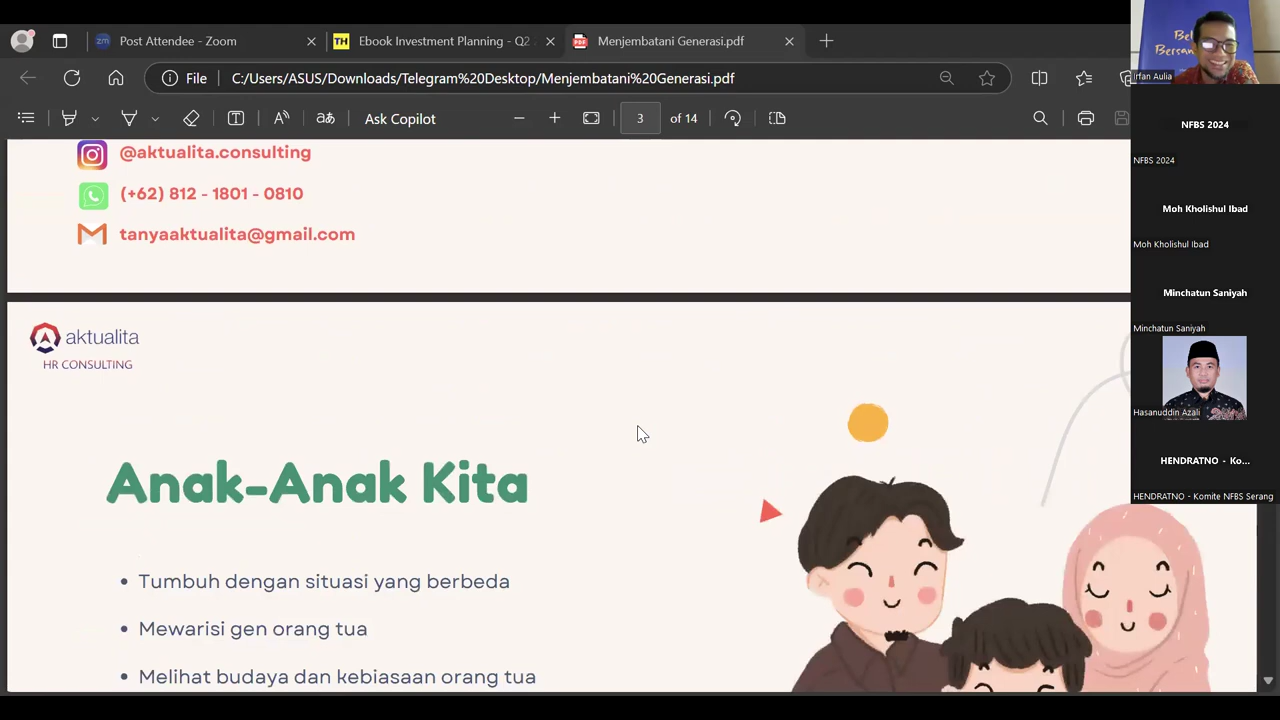 Post Attendee - Zoom
Ebook Investment Planning - Q2
Menjembatani Generasi.pdf
File
C:/Users/ASUS/Downloads/Telegram%20Desktop/Menjembatani%20Generasi.pdf
Ask Copilot
3
of 14
@aktualita.consulting
(+62) 812 - 1801 - 0810
tanyaaktualita@gmail.com
aktualita
HR CONSULTING
Anak-Anak Kita
• Tumbuh dengan situasi yang berbeda
• Mewarisi gen orang tua
• Melihat budaya dan kebiasaan orang tua
Irfan Aulia
NFBS 2024
NFBS 2024
Moh Kholishul Ibad
Moh Kholishul Ibad
Minchatun Saniyah
Minchatun Saniyah
Hasanuddin Azali
HENDRATNO - Ko...
HENDRATNO - Komite NFBS Serang